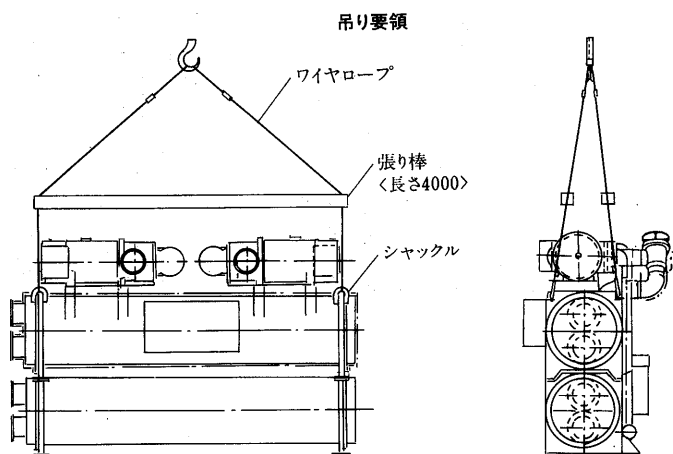 吊り要領
ワイヤロープ
張り棒
<長さ4000>
シャックル